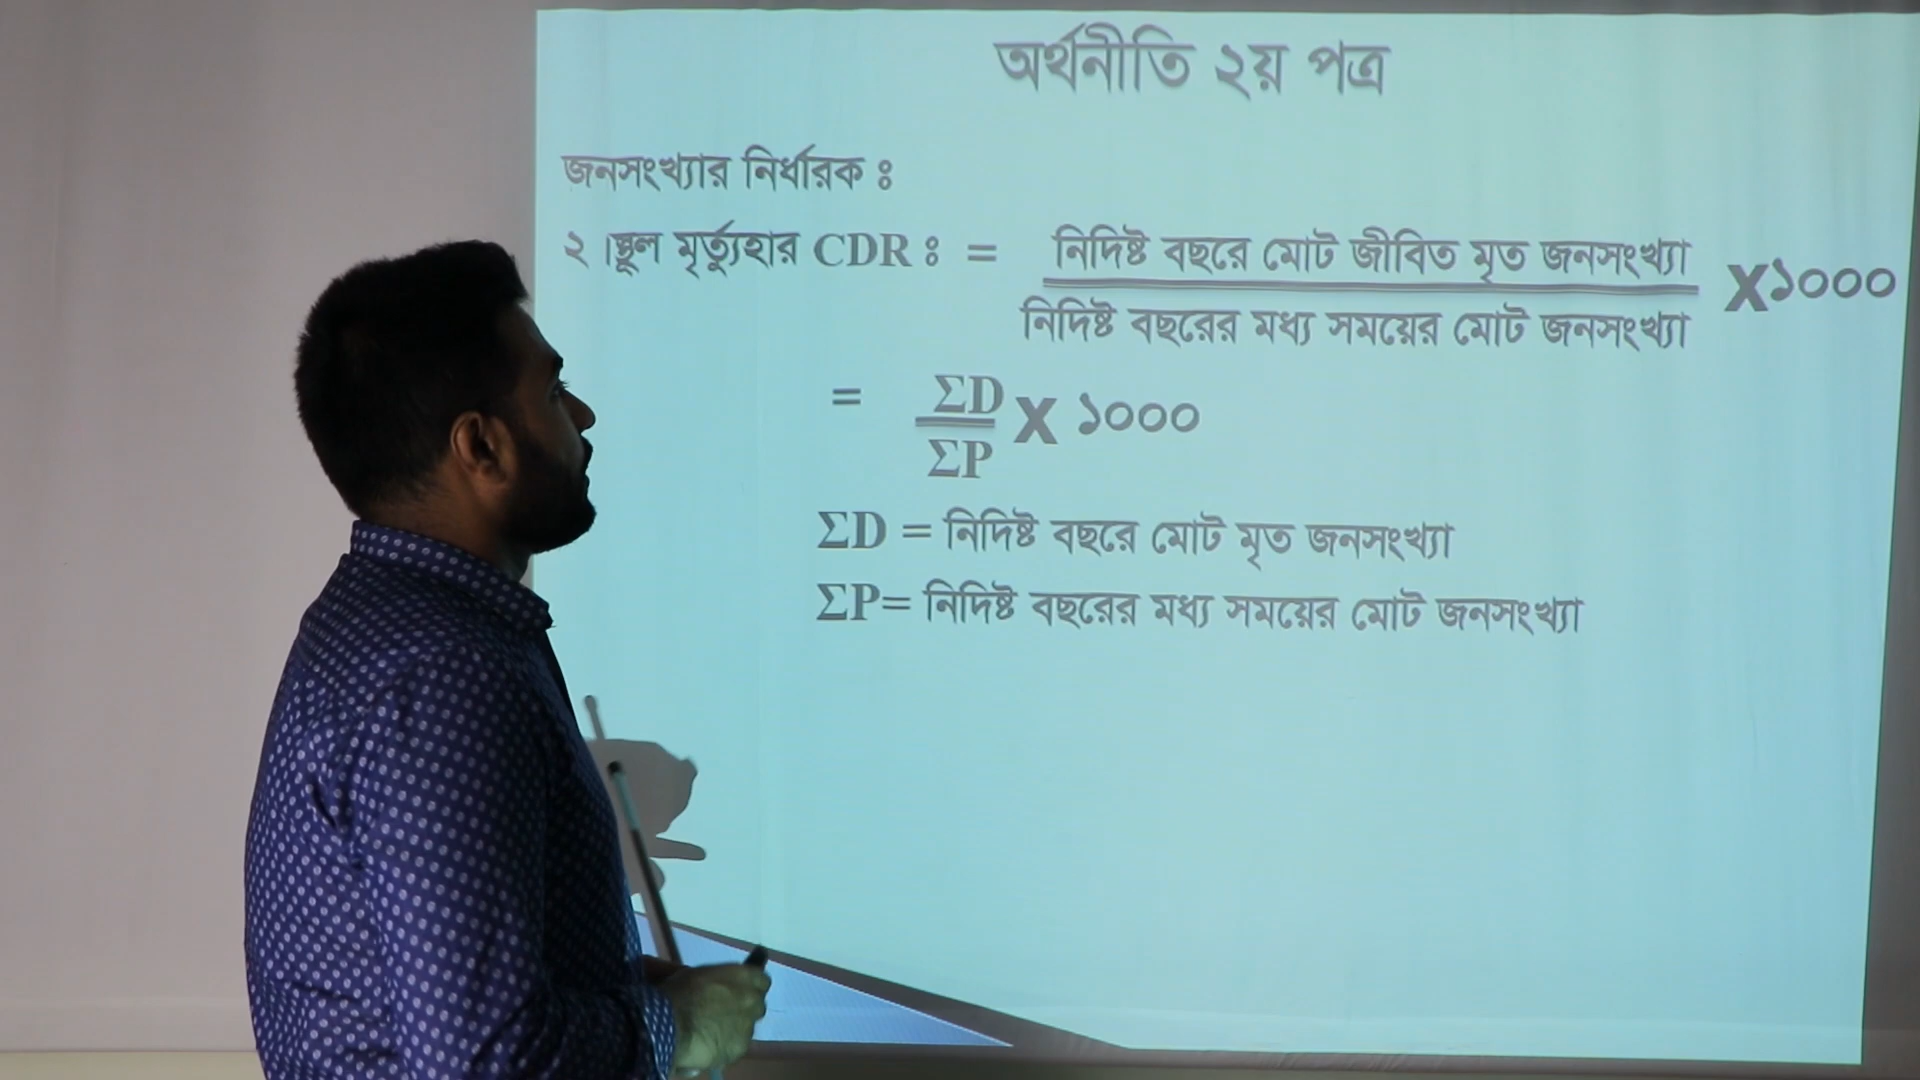 অর্থনীতি ২য় পত্র
জনসংখ্যার নির্ধারক ঃ
২।স্থূল মৃর্ত্যুহার CDR ঃ = নিদিষ্ট বছরে মোট জীবিত মৃত জনসংখ্যা X১০০০
নিদিষ্ট বছরের মধ্য সময়ের মোট জনসংখ্যা
= ΣD X ১০০০
ΣP
ΣD = নিদিষ্ট বছরে মোট মৃত জনসংখ্যা
ΣP= নিদিষ্ট বছরের মধ্য সময়ের মোট জনসংখ্যা